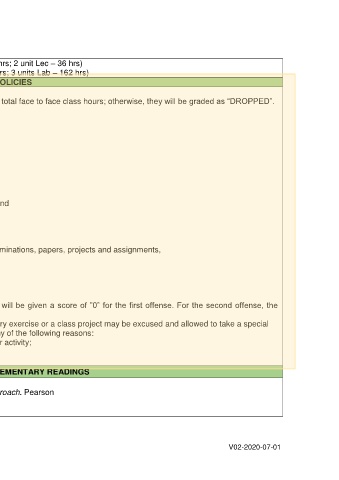 hrs; 2 unit Lec – 36 hrs)
rs; 3 units Lab – 162 hrs)
OLICIES
total face to face class hours; otherwise, they will be graded as “DROPPED”.
nd
minations, papers, projects and assignments,
will be given a score of “0” for the first offense. For the second offense, the
ry exercise or a class project may be excused and allowed to take a special
y of the following reasons:
r activity;
EMENTARY READINGS
roach. Pearson
V02-2020-07-01